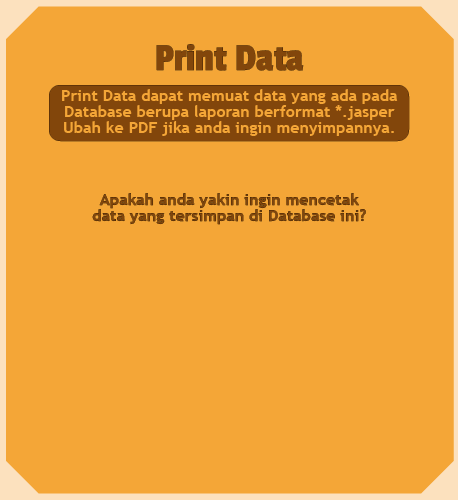 Print Data
Print Data dapat memuat data yang ada pada
Database berupa laporan berformat *.jasper
Ubah ke PDF jika anda ingin menyimpannya.
Apakah anda yakin ingin mencetak
data yang tersimpan di Database ini?